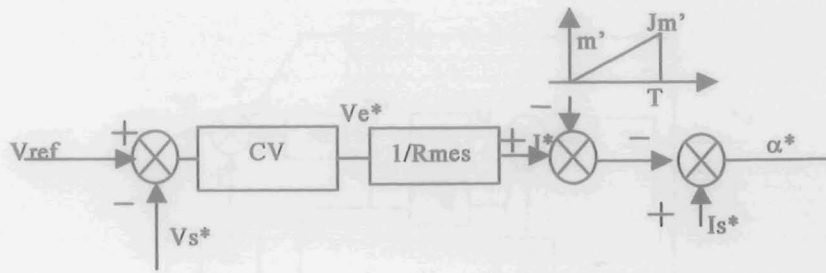 m’ Jm’
T
Ve*
+ − + −
Vref CV 1/Rmes I* α*
− + Is*
Vs*